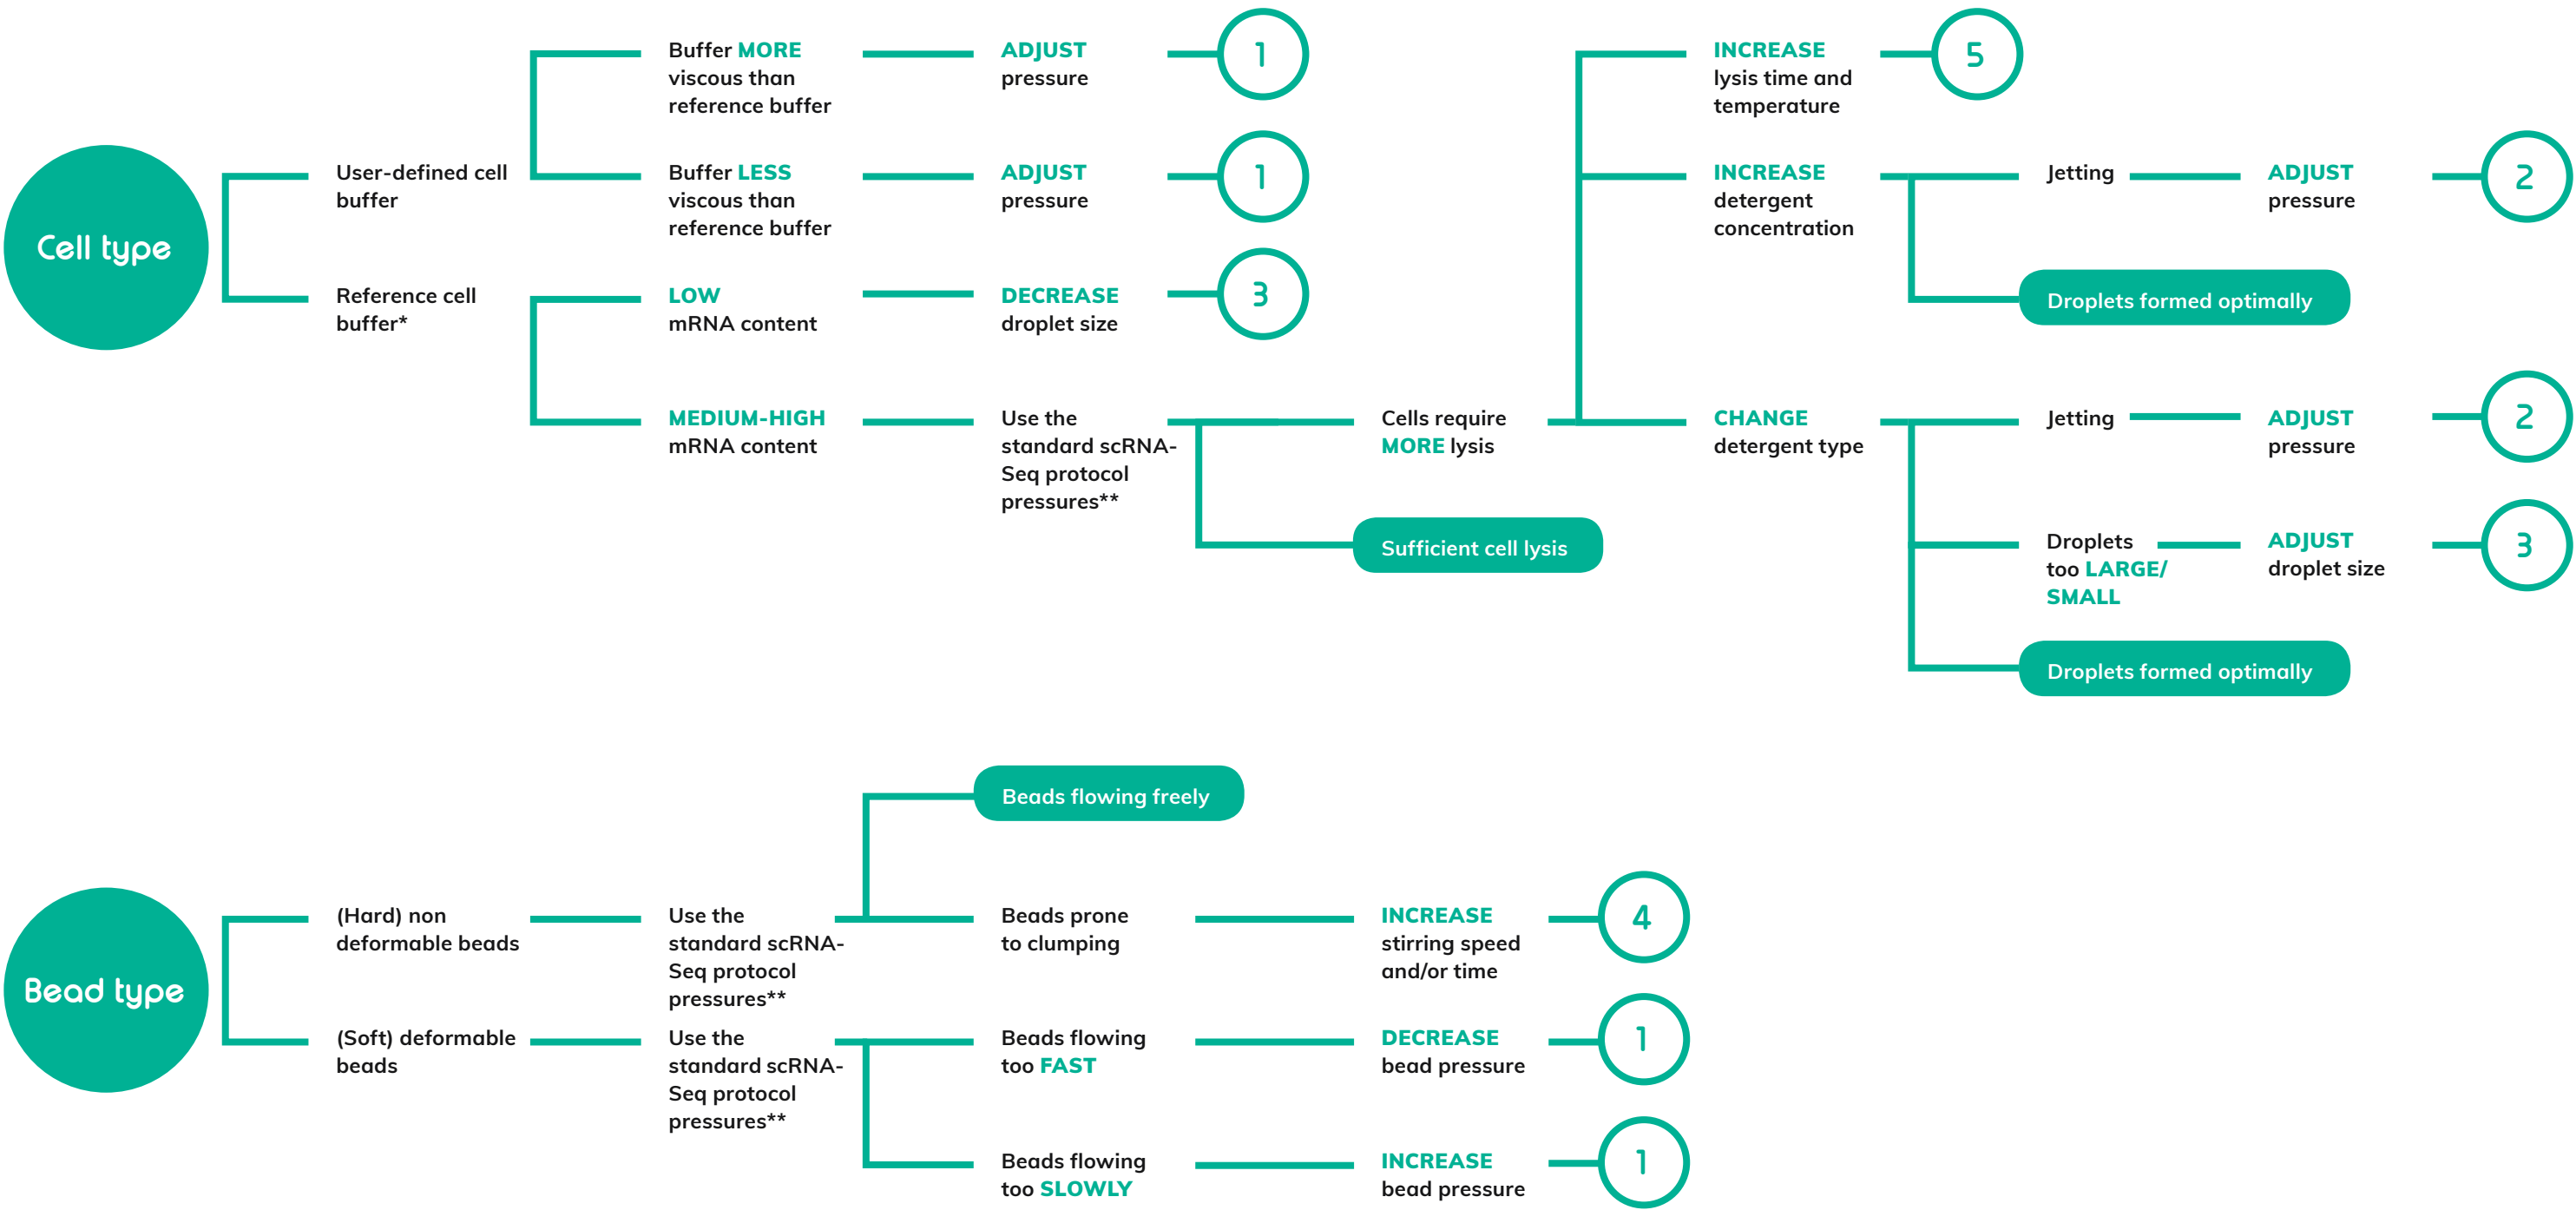 Cell type
User-defined cell
buffer
Reference cell
buffer*
Buffer MORE
viscous than
reference buffer
ADJUST
pressure
1
Buffer LESS
viscous than
reference buffer
ADJUST
pressure
1
LOW
mRNA content
DECREASE
droplet size
3
MEDIUM-HIGH
mRNA content
Use the
standard scRNA-
Seq protocol
pressures**
Cells require
MORE lysis
Sufficient cell lysis
INCREASE
lysis time and
temperature
5
INCREASE
detergent
concentration
Jetting
ADJUST
pressure
2
Droplets formed optimally
CHANGE
detergent type
Jetting
ADJUST
pressure
2
Droplets
too LARGE/
SMALL
ADJUST
droplet size
3
Droplets formed optimally
Bead type
(Hard) non
deformable beads
Use the
standard scRNA-
Seq protocol
pressures**
Beads flowing freely
Beads prone
to clumping
INCREASE
stirring speed
and/or time
4
(Soft) deformable
beads
Use the
standard scRNA-
Seq protocol
pressures**
Beads flowing
too FAST
DECREASE
bead pressure
1
Beads flowing
too SLOWLY
INCREASE
bead pressure
1